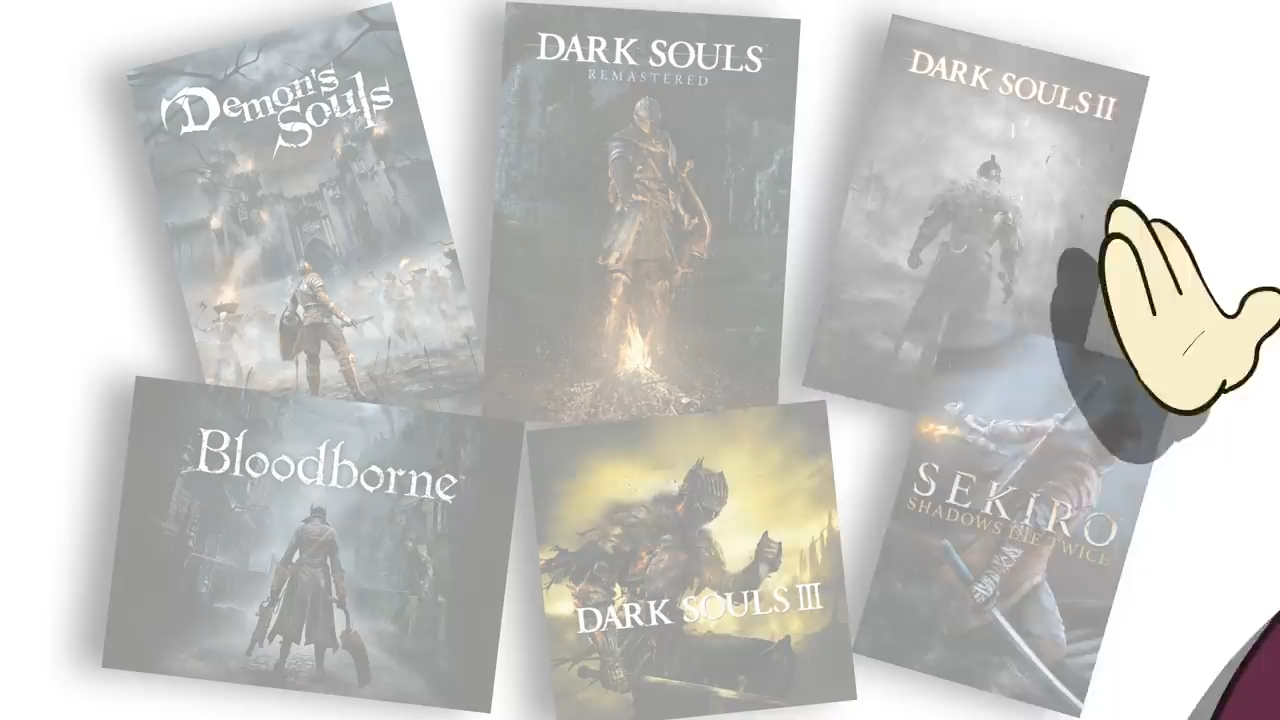 Demon's
Souls
DARK SOULS
REMASTERED
DARK SOULS II
Bloodborne
DARK SOULS III
SEKIRO
SHADOWS DIE TWICE